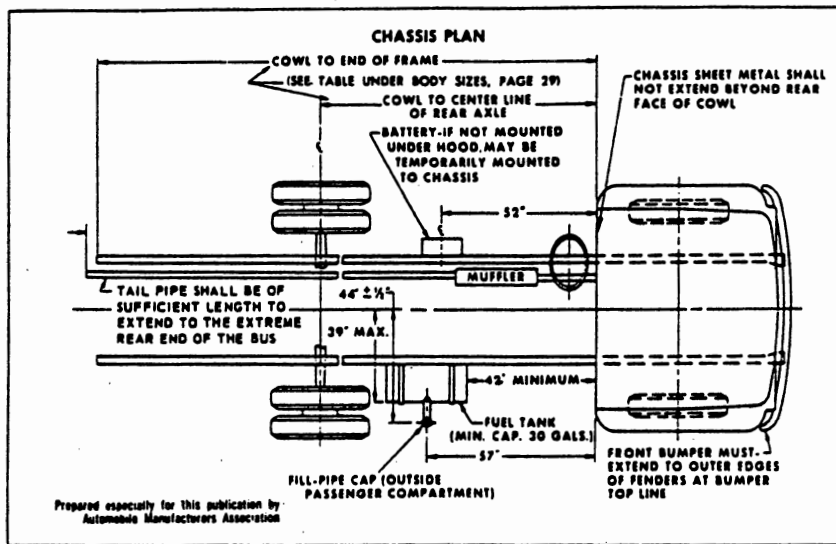 CHASSIS PLAN
COWL TO END OF FRAME
(SEE TABLE UNDER BODY SIZES, PAGE 29)
COWL TO CENTER LINE
OF REAR AXLE
CHASSIS SHEET METAL SHALL
NOT EXTEND BEYOND REAR
FACE OF COWL
BATTERY-IF NOT MOUNTED
UNDER HOOD, MAY BE
TEMPORARILY MOUNTED
TO CHASSIS
52"
MUFFLER
TAIL PIPE SHALL BE OF
SUFFICIENT LENGTH TO
EXTEND TO THE EXTREME
REAR END OF THE BUS
44" ± ½"
39" MAX.
42" MINIMUM
FUEL TANK
(MIN. CAP. 30 GALS.)
57"
FILL-PIPE CAP (OUTSIDE
PASSENGER COMPARTMENT)
FRONT BUMPER MUST-
EXTEND TO OUTER EDGES
OF FENDERS AT BUMPER
TOP LINE
Prepared especially for this publication by
Automobile Manufacturers Association